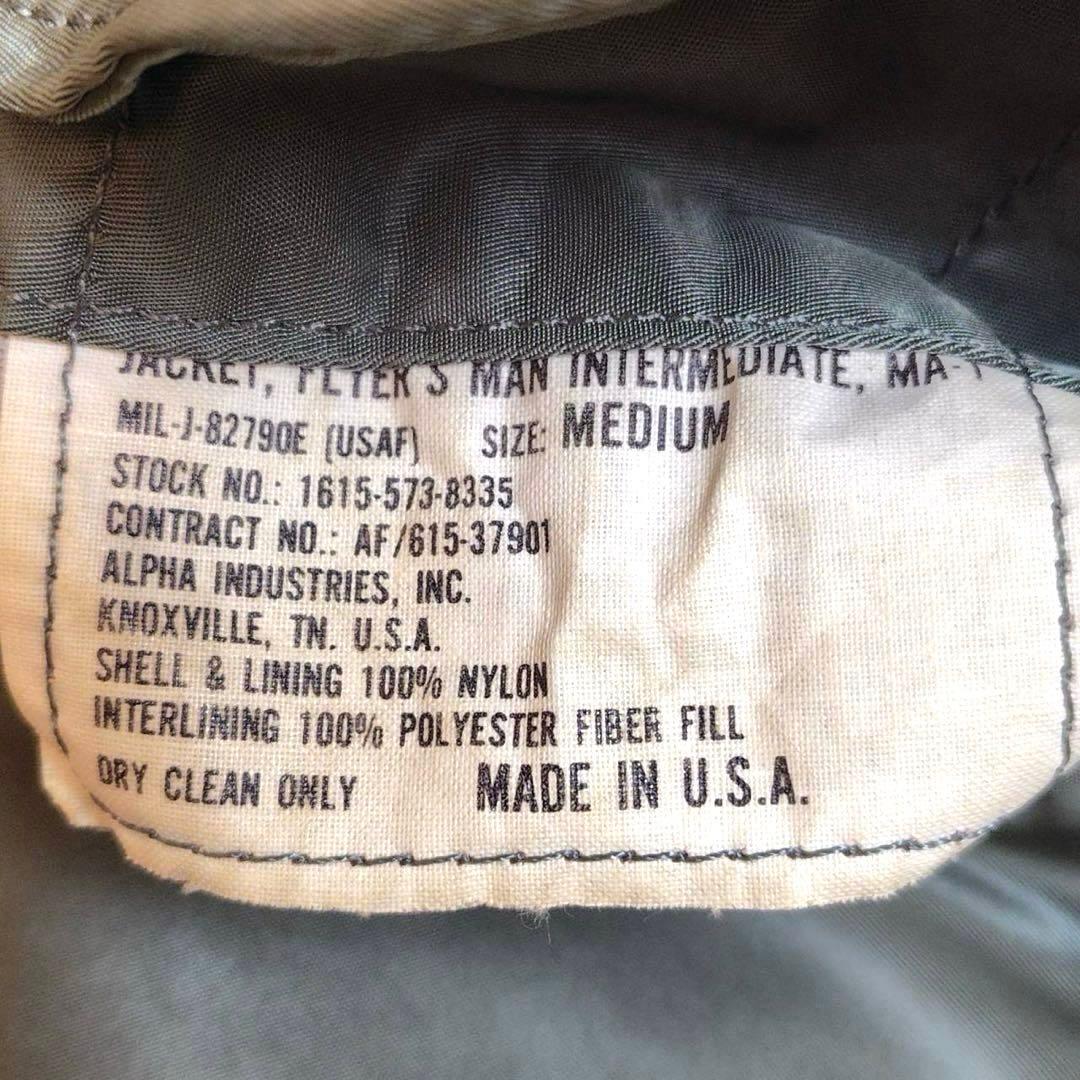 JACKET, FLYER'S MAN INTERMEDIATE, MA-1
MIL-J-82790E (USAF) SIZE: MEDIUM
STOCK NO.: 1615-573-8335
CONTRACT NO.: AF/615-37901
ALPHA INDUSTRIES, INC.
KNOXVILLE, TN. U.S.A.
SHELL & LINING 100% NYLON
INTERLINING 100% POLYESTER FIBER FILL
DRY CLEAN ONLY MADE IN U.S.A.